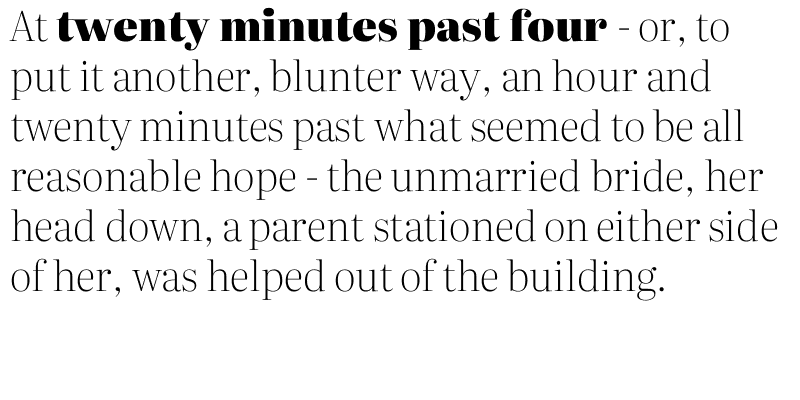 At twenty minutes past four - or, to
put it another, blunter way, an hour and
twenty minutes past what seemed to be all
reasonable hope - the unmarried bride, her
head down, a parent stationed on either side
of her, was helped out of the building.